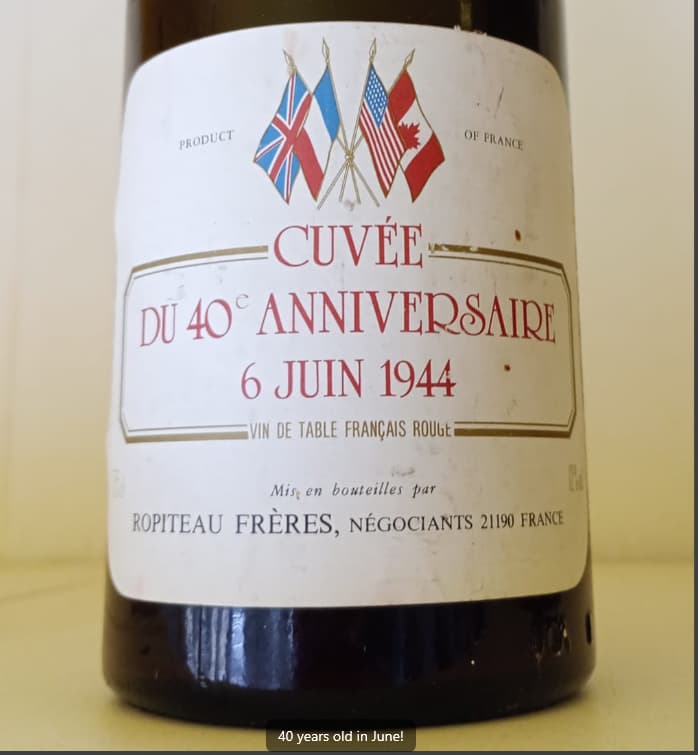 PRODUCT
OF FRANCE
CUVÉE
DU 40e ANNIVERSAIRE
6 JUIN 1944
VIN DE TABLE FRANÇAIS ROUGE
Mis en bouteilles par
ROPITEAU FRÈRES, NÉGOCIANTS 21190 FRANCE
40 years old in June!